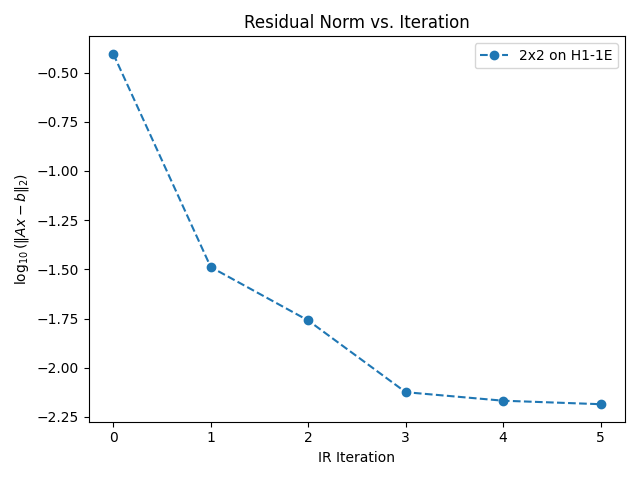 Residual Norm vs. Iteration
2x2 on H1-1E
log₁₀(‖Ax − b‖₂)
−0.50
−0.75
−1.00
−1.25
−1.50
−1.75
−2.00
−2.25
0 1 2 3 4 5
IR Iteration